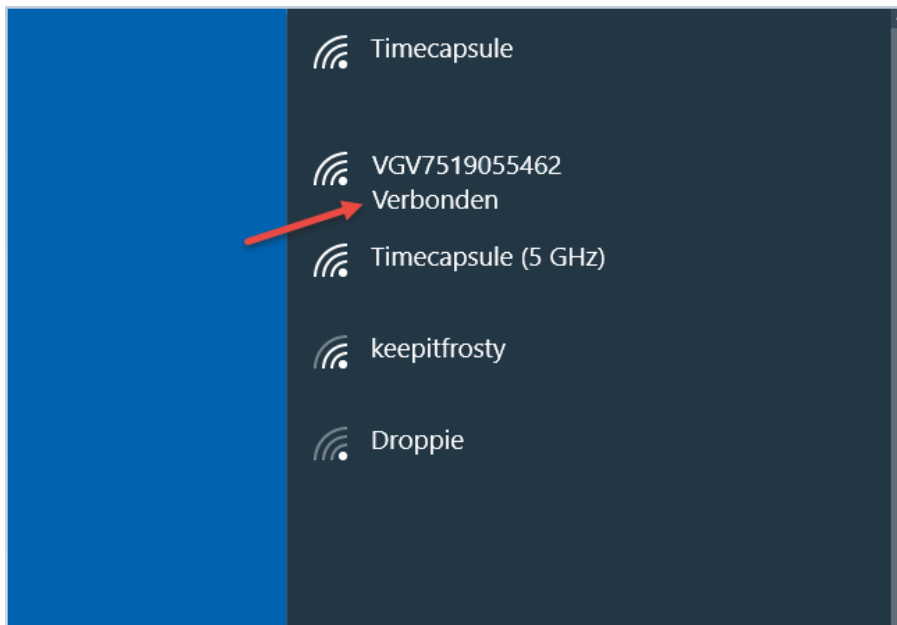 Timecapsule
VGV7519055462
Verbonden
Timecapsule (5 GHz)
keepitfrosty
Droppie